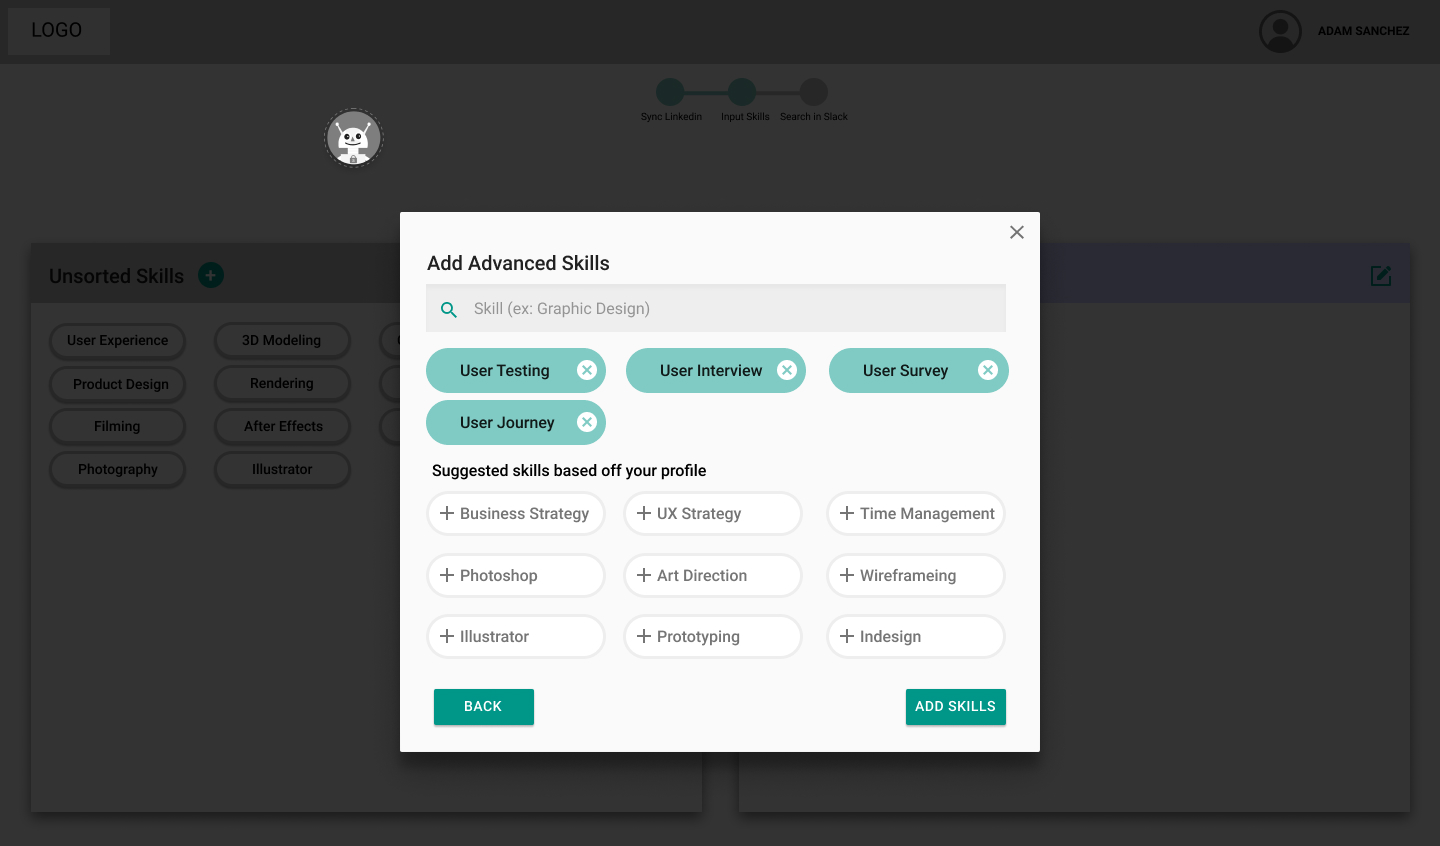 LOGO
ADAM SANCHEZ
Sync Linkedin
Input Skills
Search in Slack
Unsorted Skills
User Experience
3D Modeling
Product Design
Rendering
Filming
After Effects
Photography
Illustrator
Add Advanced Skills
Skill (ex: Graphic Design)
User Testing
User Interview
User Survey
User Journey
Suggested skills based off your profile
Business Strategy
UX Strategy
Time Management
Photoshop
Art Direction
Wireframeing
Illustrator
Prototyping
Indesign
BACK
ADD SKILLS